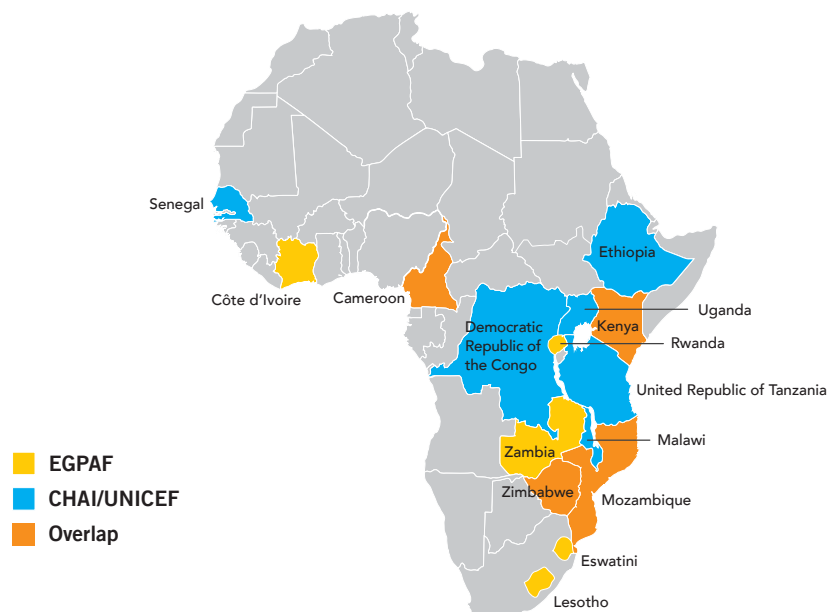 Senegal
Ethiopia
Côte d'Ivoire
Cameroon
Uganda
Democratic
Republic of
the Congo
Kenya
Rwanda
United Republic of Tanzania
Malawi
Zambia
EGPAF
CHAI/UNICEF
Overlap
Zimbabwe
Mozambique
Eswatini
Lesotho